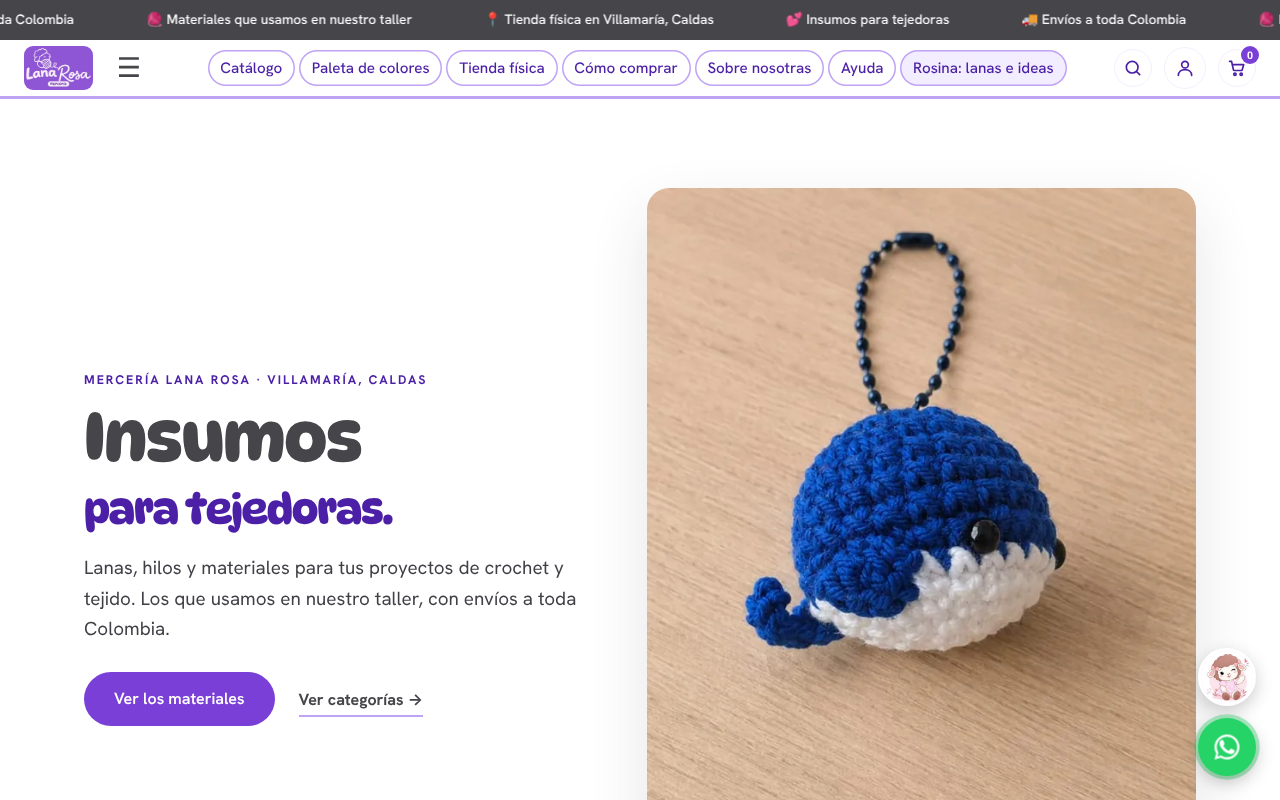 da Colombia
Materiales que usamos en nuestro taller
Tienda física en Villamaría, Caldas
Insumos para tejedoras
Envíos a toda Colombia
Lana Rosa
Catálogo
Paleta de colores
Tienda física
Cómo comprar
Sobre nosotras
Ayuda
Rosina: lanas e ideas
0
MERCERÍA LANA ROSA · VILLAMARÍA, CALDAS
Insumos
para tejedoras.
Lanas, hilos y materiales para tus proyectos de crochet y
tejido. Los que usamos en nuestro taller, con envíos a toda
Colombia.
Ver los materiales
Ver categorías →